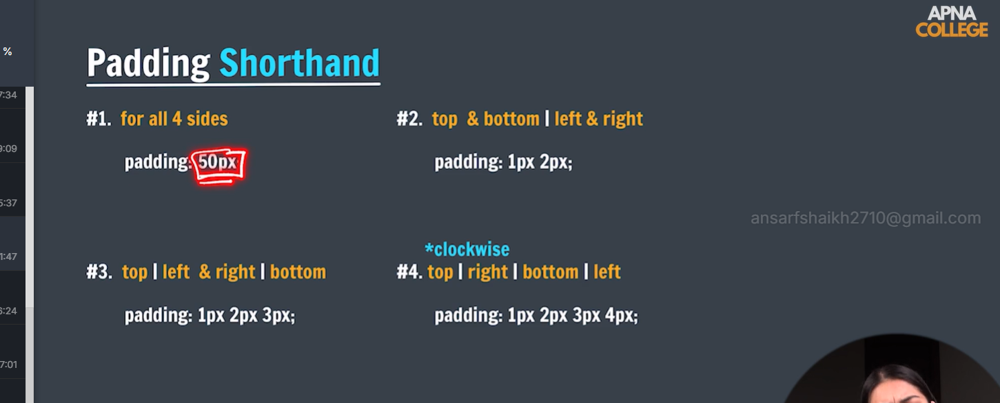 APNA
COLLEGE
%
Padding Shorthand
7:34
#1. for all 4 sides
#2. top & bottom | left & right
9:09
padding: 50px
padding: 1px 2px;
5:37
ansarfshaikh2710@gmail.com
*clockwise
1:47
#3. top | left & right | bottom
#4. top | right | bottom | left
6:24
padding: 1px 2px 3px;
padding: 1px 2px 3px 4px;
7:01